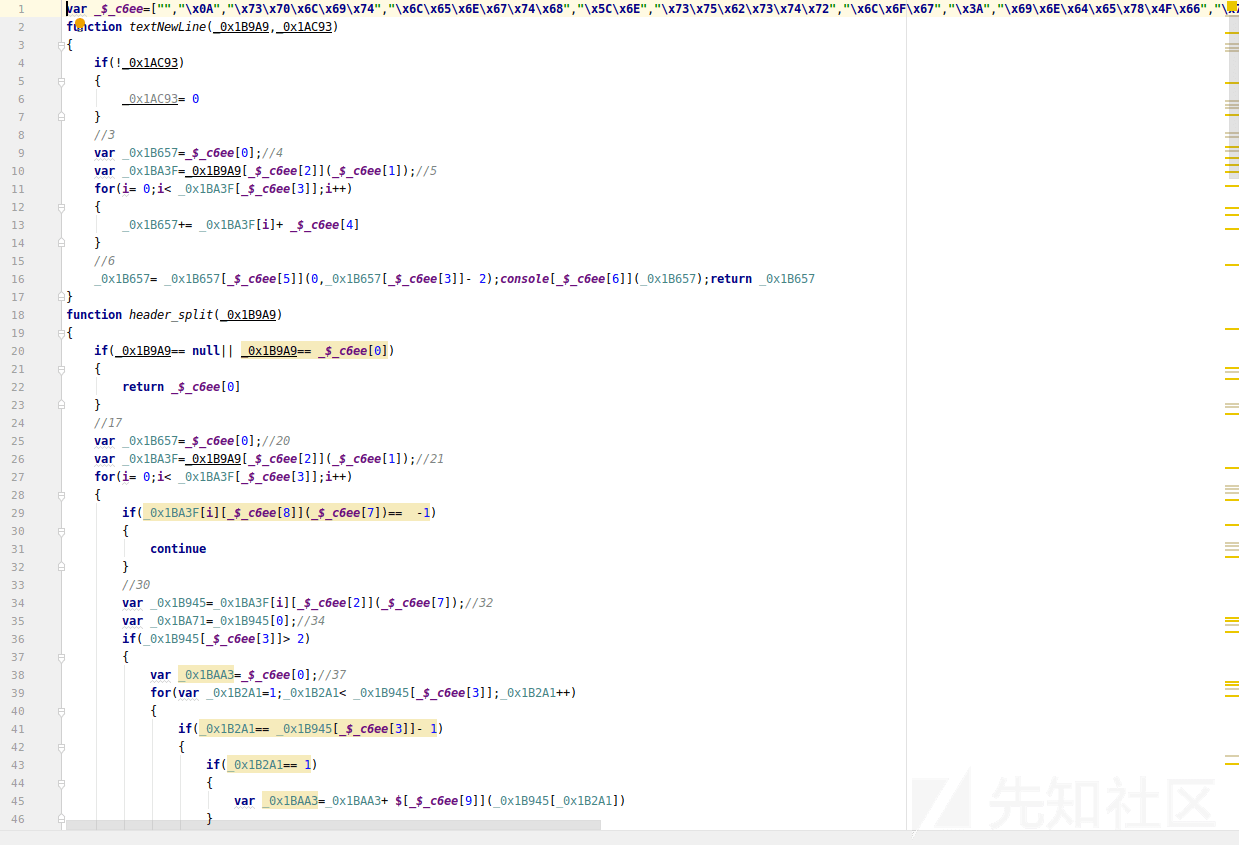 1 var _$_c6ee=["","\x0A","\x73\x70\x6C\x69\x74","\x6C\x65\x6E\x67\x74\x68","\x5C\x6E","\x73\x75\x62\x73\x74\x72","\x6C\x6F\x67","\x3A","\x69\x6E\x64\x65\x78\x4F\x66","
2 function textNewLine(_0x1B9A9,_0x1AC93)
3 {
4 if(!_0x1AC93)
5 {
6 _0x1AC93= 0
7 }
8 //3
9 var _0x1B657=_$_c6ee[0];//4
10 var _0x1BA3F=_0x1B9A9[_$_c6ee[2]](_$_c6ee[1]);//5
11 for(i= 0;i< _0x1BA3F[_$_c6ee[3]];i++)
12 {
13 _0x1B657+= _0x1BA3F[i]+ _$_c6ee[4]
14 }
15 //6
16 _0x1B657= _0x1B657[_$_c6ee[5]](0,_0x1B657[_$_c6ee[3]]- 2);console[_$_c6ee[6]](_0x1B657);return _0x1B657
17 }
18 function header_split(_0x1B9A9)
19 {
20 if(_0x1B9A9== null|| _0x1B9A9== _$_c6ee[0])
21 {
22 return _$_c6ee[0]
23 }
24 //17
25 var _0x1B657=_$_c6ee[0];//20
26 var _0x1BA3F=_0x1B9A9[_$_c6ee[2]](_$_c6ee[1]);//21
27 for(i= 0;i< _0x1BA3F[_$_c6ee[3]];i++)
28 {
29 if(_0x1BA3F[i][_$_c6ee[8]](_$_c6ee[7])==  -1)
30 {
31 continue
32 }
33 //30
34 var _0x1B945=_0x1BA3F[i][_$_c6ee[2]](_$_c6ee[7]);//32
35 var _0x1BA71=_0x1B945[0];//34
36 if(_0x1B945[_$_c6ee[3]]> 2)
37 {
38 var _0x1BAA3=_$_c6ee[0];//37
39 for(var _0x1B2A1=1;_0x1B2A1< _0x1B945[_$_c6ee[3]];_0x1B2A1++)
40 {
41 if(_0x1B2A1== _0x1B945[_$_c6ee[3]]- 1)
42 {
43 if(_0x1B2A1== 1)
44 {
45 var _0x1BAA3=_0x1BAA3+ $[_$_c6ee[9]](_0x1B945[_0x1B2A1])
46 }
先知社区